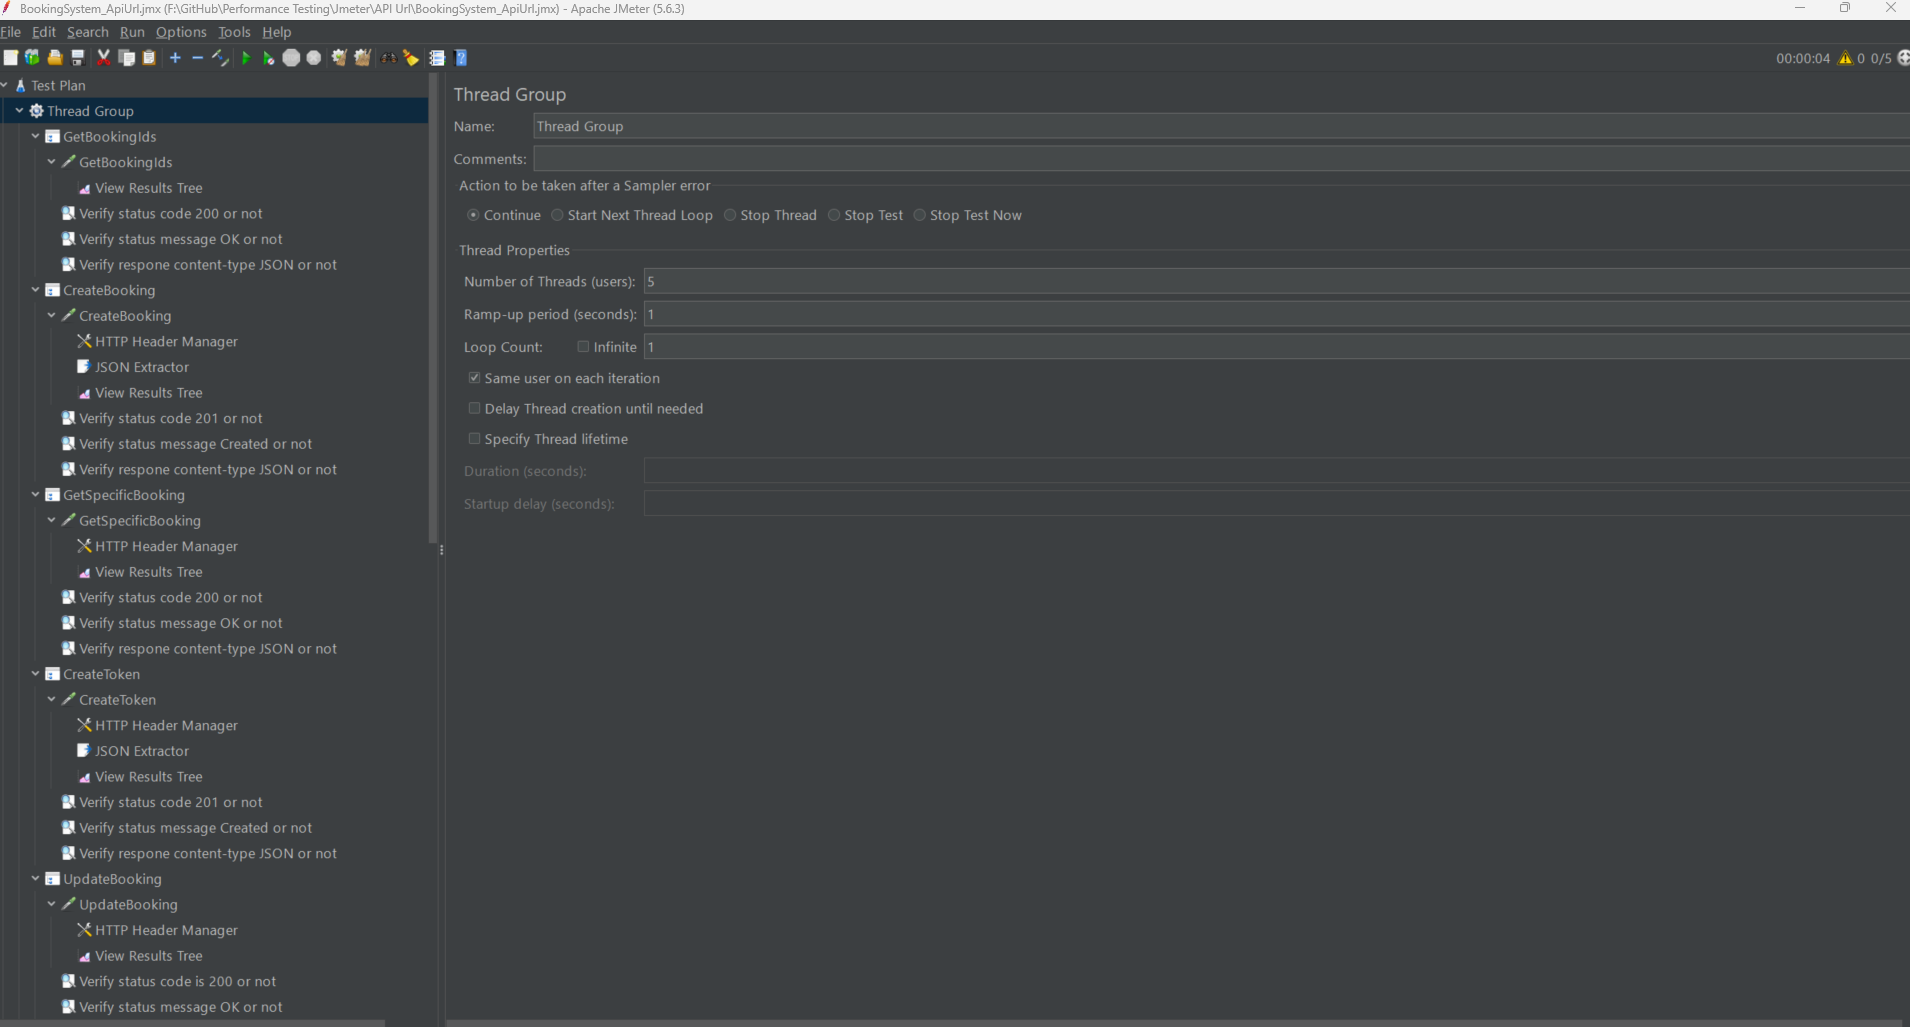 BookingSystem_ApiUrl.jmx (F:\GitHub\Performance Testing\Jmeter\API Url\BookingSystem_ApiUrl.jmx) - Apache JMeter (5.6.3)
File Edit Search Run Options Tools Help
00:00:04 0 0/5
Test Plan
Thread Group
GetBookingIds
GetBookingIds
View Results Tree
Verify status code 200 or not
Verify status message OK or not
Verify respone content-type JSON or not
CreateBooking
CreateBooking
HTTP Header Manager
JSON Extractor
View Results Tree
Verify status code 201 or not
Verify status message Created or not
Verify respone content-type JSON or not
GetSpecificBooking
GetSpecificBooking
HTTP Header Manager
View Results Tree
Verify status code 200 or not
Verify status message OK or not
Verify respone content-type JSON or not
CreateToken
CreateToken
HTTP Header Manager
JSON Extractor
View Results Tree
Verify status code 201 or not
Verify status message Created or not
Verify respone content-type JSON or not
UpdateBooking
UpdateBooking
HTTP Header Manager
View Results Tree
Verify status code is 200 or not
Verify status message OK or not
Thread Group
Name: Thread Group
Comments:
Action to be taken after a Sampler error
Continue Start Next Thread Loop Stop Thread Stop Test Stop Test Now
Thread Properties
Number of Threads (users): 5
Ramp-up period (seconds): 1
Loop Count: Infinite 1
Same user on each iteration
Delay Thread creation until needed
Specify Thread lifetime
Duration (seconds):
Startup delay (seconds):